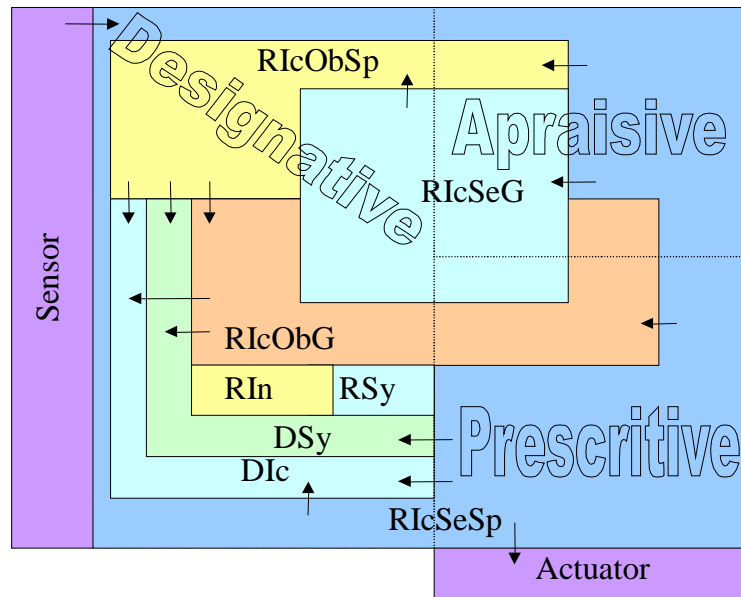 RIcObSp
Designative
Apraisive
RIcSeG
Sensor
RIcObG
RIn
RSy
DSy
Prescritive
DIc
RIcSeSp
Actuator